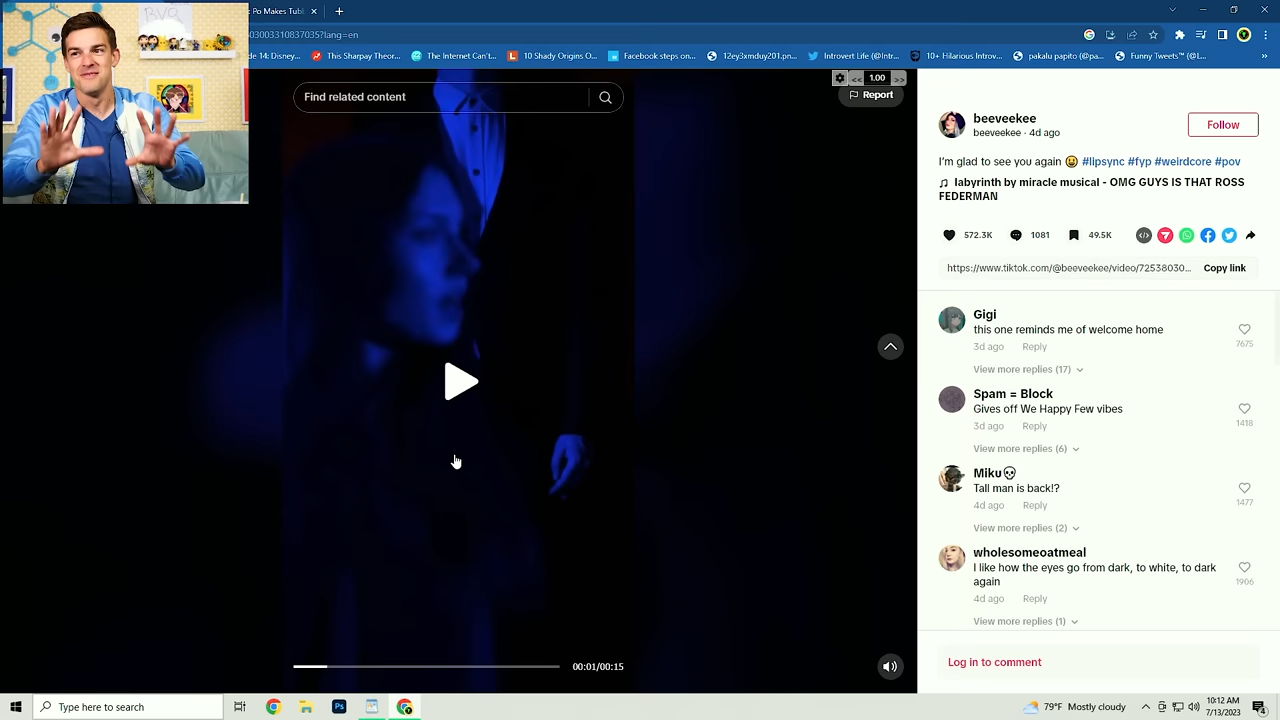 BVQ
: Po Makes Tubb
0300331083703 5?lang=en
de 14: Disney...
This Sharpay Theor...
The Internet Can't...
10 Shady Origins O...
Facebook steps on...
12ey3xmduy201.pn...
Introvert Life (@Intr...
10+ Hilarious Introv...
pakalu papito (@pa...
Funny Tweets™ (@L...
Find related content
<< 1.00 >>
Report
beeveekee
beeveekee · 4d ago
Follow
I'm glad to see you again 😀 #lipsync #fyp #weirdcore #pov
♫ labyrinth by miracle musical - OMG GUYS IS THAT ROSS
FEDERMAN
572.3K
1081
49.5K
https://www.tiktok.com/@beeveekee/video/72538030...
Copy link
Gigi
this one reminds me of welcome home
7675
3d ago Reply
View more replies (17)
Spam = Block
Gives off We Happy Few vibes
1418
3d ago Reply
View more replies (6)
Miku💀
Tall man is back!?
1477
4d ago Reply
View more replies (2)
wholesomeoatmeal
I like how the eyes go from dark, to white, to dark
again
1906
4d ago Reply
View more replies (1)
00:01/00:15
Log in to comment
Type here to search
79°F Mostly cloudy
10:12 AM
7/13/2023
4